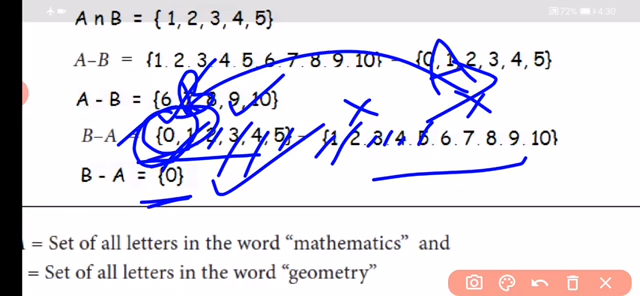 72% 4:30
A n B = { 1, 2, 3, 4, 5}
A–B = {1. 2. 3. 4. 5. 6. 7. 8. 9. 10} – {0, 1, 2, 3, 4, 5}
A - B = {6, 8, 9, 10}
B–A = {0, 1, 2, 3, 4, 5} – {1. 2. 3. 4. 5. 6. 7. 8. 9. 10}
B - A = {0}
= Set of all letters in the word “mathematics” and
= Set of all letters in the word “geometry”